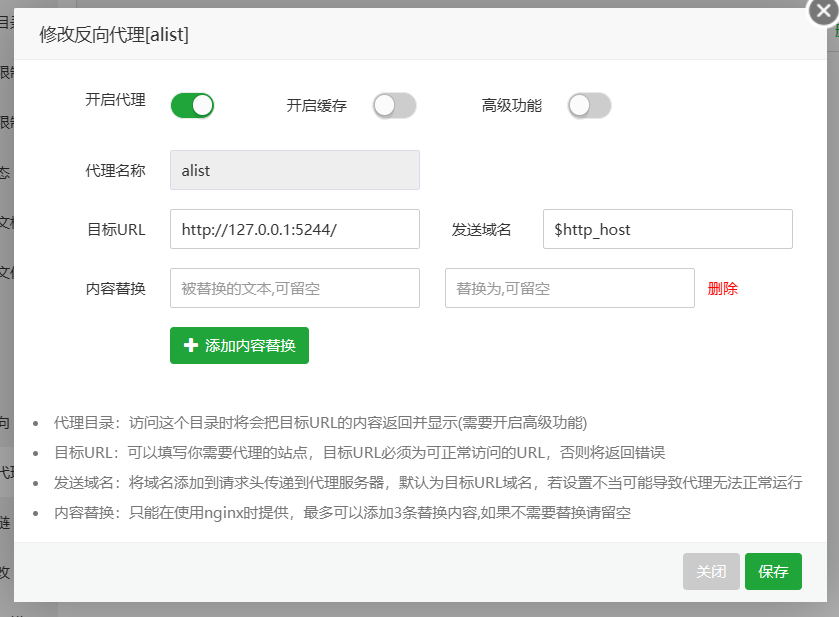 修改反向代理[alist]
开启代理 开启缓存 高级功能
代理名称 alist
目标URL http://127.0.0.1:5244/ 发送域名 $http_host
内容替换 被替换的文本,可留空 替换为,可留空 删除
添加内容替换
代理目录：访问这个目录时将会把目标URL的内容返回并显示(需要开启高级功能)
目标URL：可以填写你需要代理的站点，目标URL必须为可正常访问的URL，否则将返回错误
发送域名：将域名添加到请求头传递到代理服务器，默认为目标URL域名，若设置不当可能导致代理无法正常运行
内容替换：只能在使用nginx时提供，最多可以添加3条替换内容,如果不需要替换请留空
关闭 保存